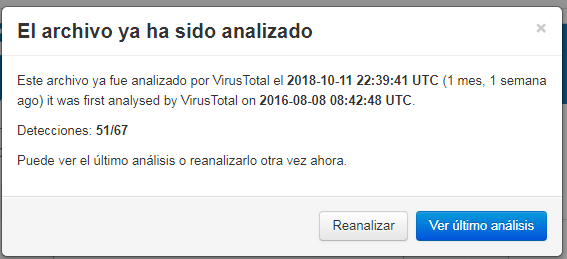 El archivo ya ha sido analizado
×
Este archivo ya fue analizado por VirusTotal el 2018-10-11 22:39:41 UTC (1 mes, 1 semana
ago) it was first analysed by VirusTotal on 2016-08-08 08:42:48 UTC.
Detecciones: 51/67
Puede ver el último análisis o reanalizarlo otra vez ahora.
Reanalizar
Ver último análisis